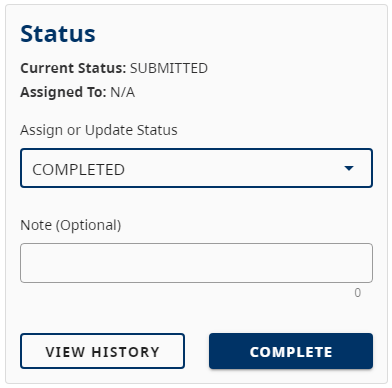 Status
Current Status: SUBMITTED
Assigned To: N/A
Assign or Update Status
COMPLETED
Note (Optional)
0
VIEW HISTORY
COMPLETE